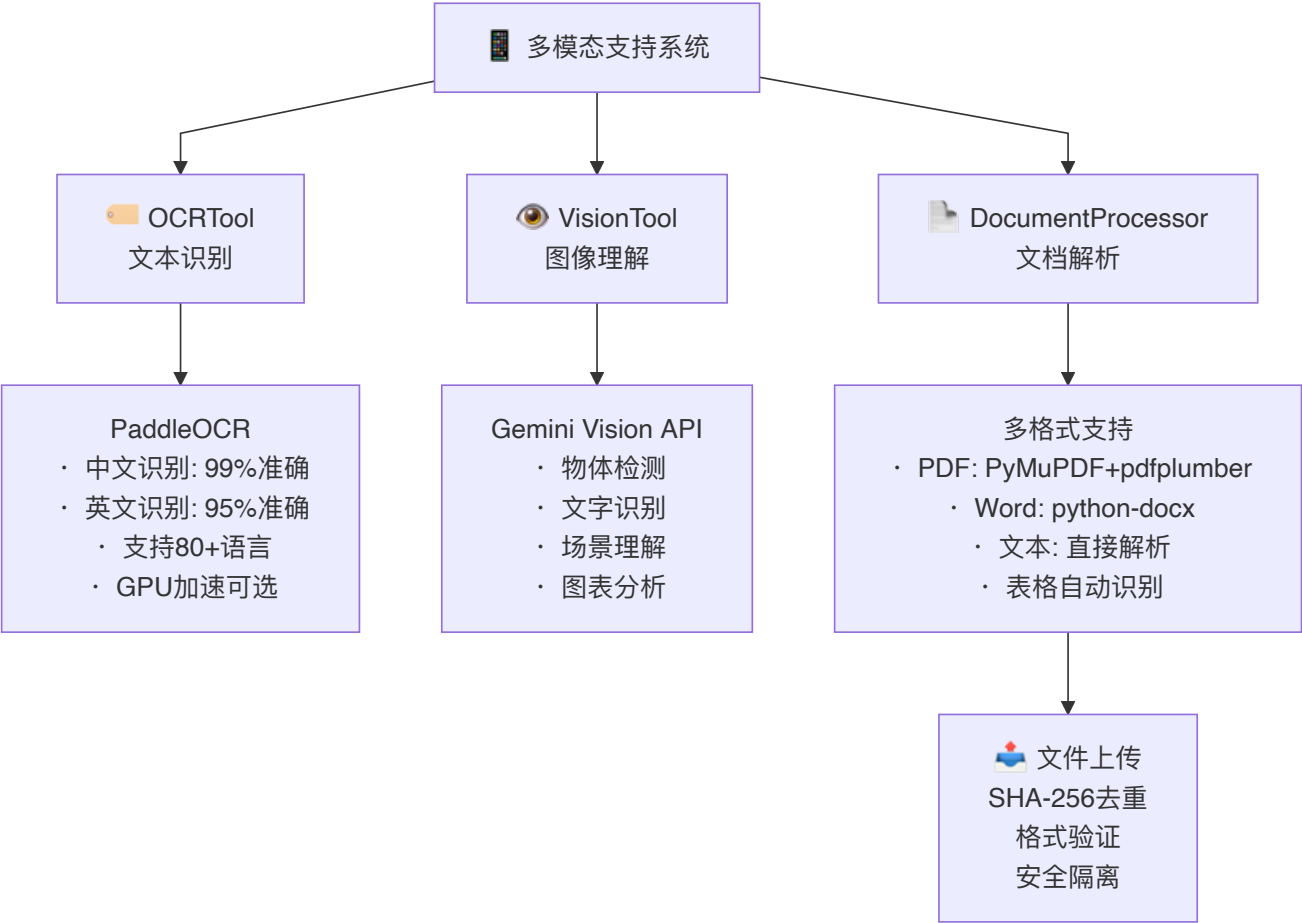 📱 多模态支持系统
🏷️ OCRTool
文本识别
👁️ VisionTool
图像理解
📄 DocumentProcessor
文档解析
PaddleOCR
· 中文识别: 99%准确
· 英文识别: 95%准确
· 支持80+语言
· GPU加速可选
Gemini Vision API
· 物体检测
· 文字识别
· 场景理解
· 图表分析
多格式支持
· PDF: PyMuPDF+pdfplumber
· Word: python-docx
· 文本: 直接解析
· 表格自动识别
📤 文件上传
SHA-256去重
格式验证
安全隔离